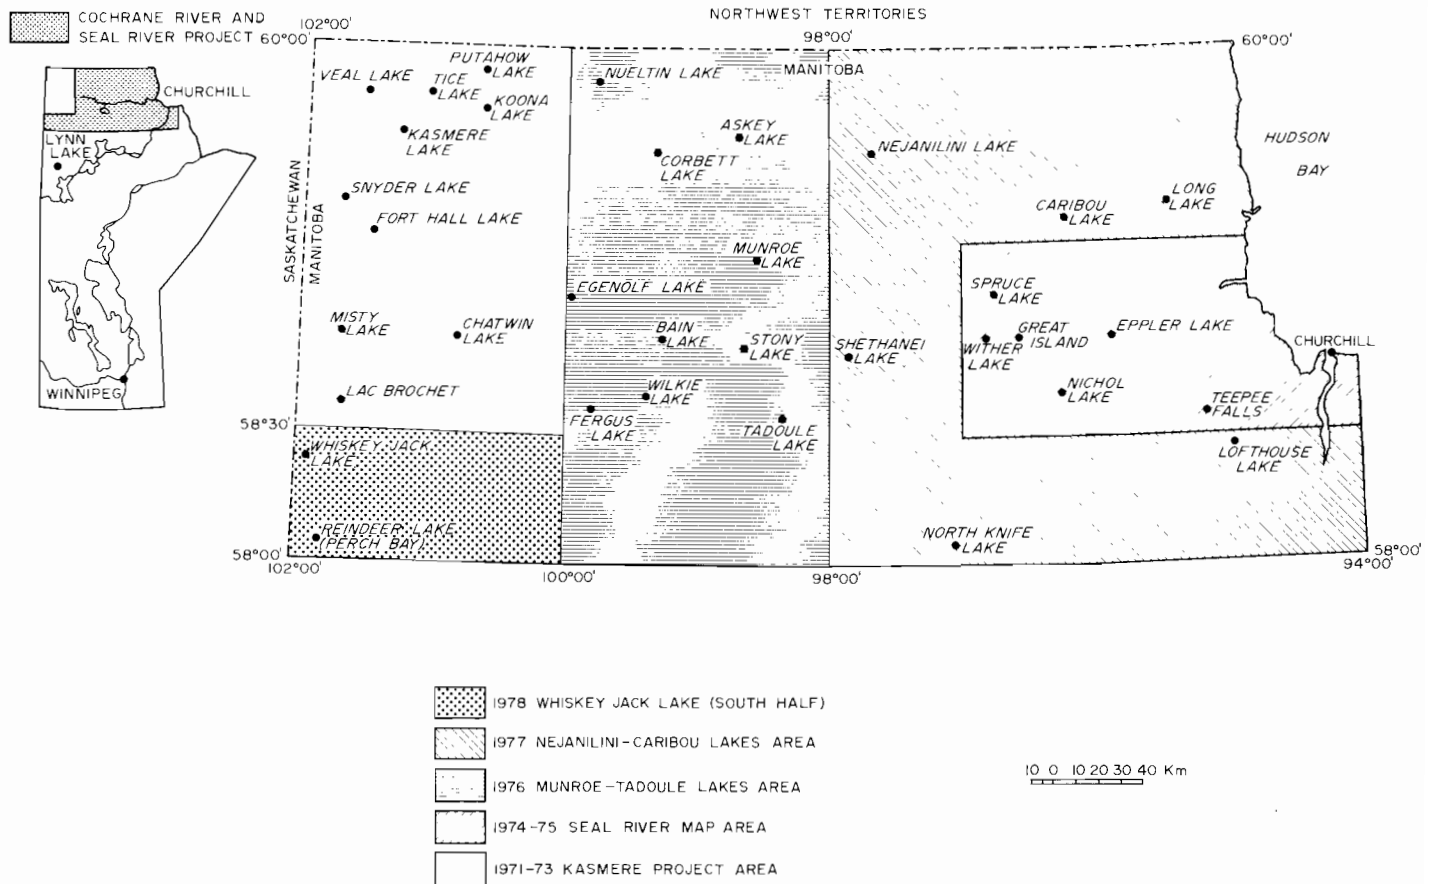 COCHRANE RIVER AND
SEAL RIVER PROJECT
CHURCHILL
LYNN
LAKE
WINNIPEG
NORTHWEST TERRITORIES
102°00'
98°00'
60°00'
60°00'
MANITOBA
PUTAHOW
LAKE
VEAL LAKE
TICE
LAKE
KOONA
LAKE
KASMERE
LAKE
SNYDER LAKE
FORT HALL LAKE
SASKATCHEWAN
MANITOBA
MISTY
LAKE
CHATWIN
LAKE
LAC BROCHET
58°30'
WHISKEY JACK
LAKE
REINDEER LAKE
(PERCH BAY)
NUELTIN LAKE
ASKEY
LAKE
CORBETT
LAKE
MUNROE
LAKE
EGENOLF LAKE
BAIN
LAKE
STONY
LAKE
WILKIE
LAKE
FERGUS
LAKE
TADOULE
LAKE
NEJANILINI LAKE
HUDSON
BAY
LONG
LAKE
CARIBOU
LAKE
SPRUCE
LAKE
SHETHANEI
LAKE
WITHER
LAKE
GREAT
ISLAND
EPPLER LAKE
CHURCHILL
NICHOL
LAKE
TEEPEE
FALLS
LOFTHOUSE
LAKE
NORTH KNIFE
LAKE
58°00'
102°00'
100°00'
98°00'
58°00'
94°00'
1978 WHISKEY JACK LAKE (SOUTH HALF)
1977 NEJANILINI-CARIBOU LAKES AREA
1976 MUNROE-TADOULE LAKES AREA
1974-75 SEAL RIVER MAP AREA
1971-73 KASMERE PROJECT AREA
10 0 10 20 30 40 Km